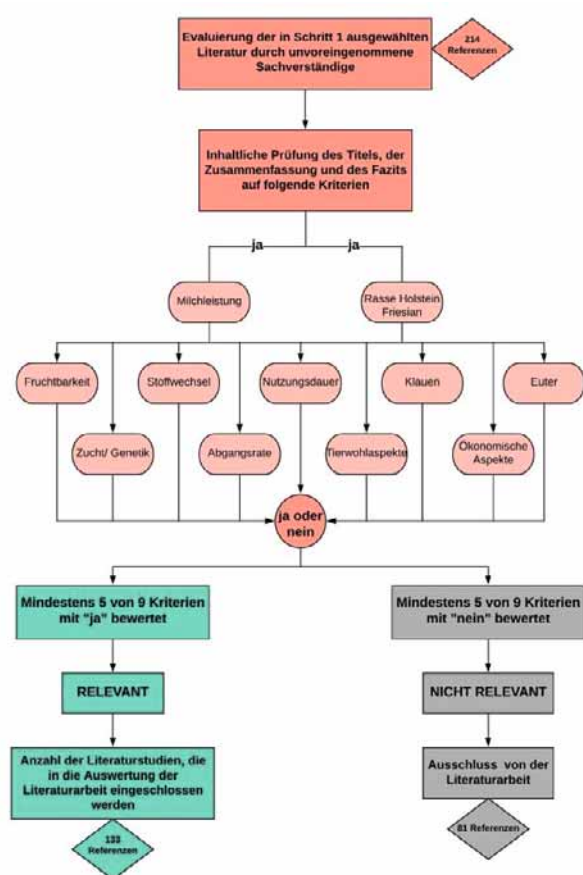 Evaluierung der in Schritt 1 ausgewählten
Literatur durch unvoreingenommene
Sachverständige
214
Referenzen
Inhaltliche Prüfung des Titels, der
Zusammenfassung und des Fazits
auf folgende Kriterien
ja
ja
Milchleistung
Rasse Holstein
Friesian
Fruchtbarkeit
Stoffwechsel
Nutzungsdauer
Klauen
Euter
Zucht/ Genetik
Abgangsrate
Tierwohlaspekte
Ökonomische
Aspekte
ja oder
nein
Mindestens 5 von 9 Kriterien
mit "ja" bewertet
Mindestens 5 von 9 Kriterien
mit "nein" bewertet
RELEVANT
NICHT RELEVANT
Anzahl der Literaturstudien, die
in die Auswertung der
Literaturarbeit eingeschlossen
werden
Ausschluss von der
Literaturarbeit
133
Referenzen
81 Referenzen